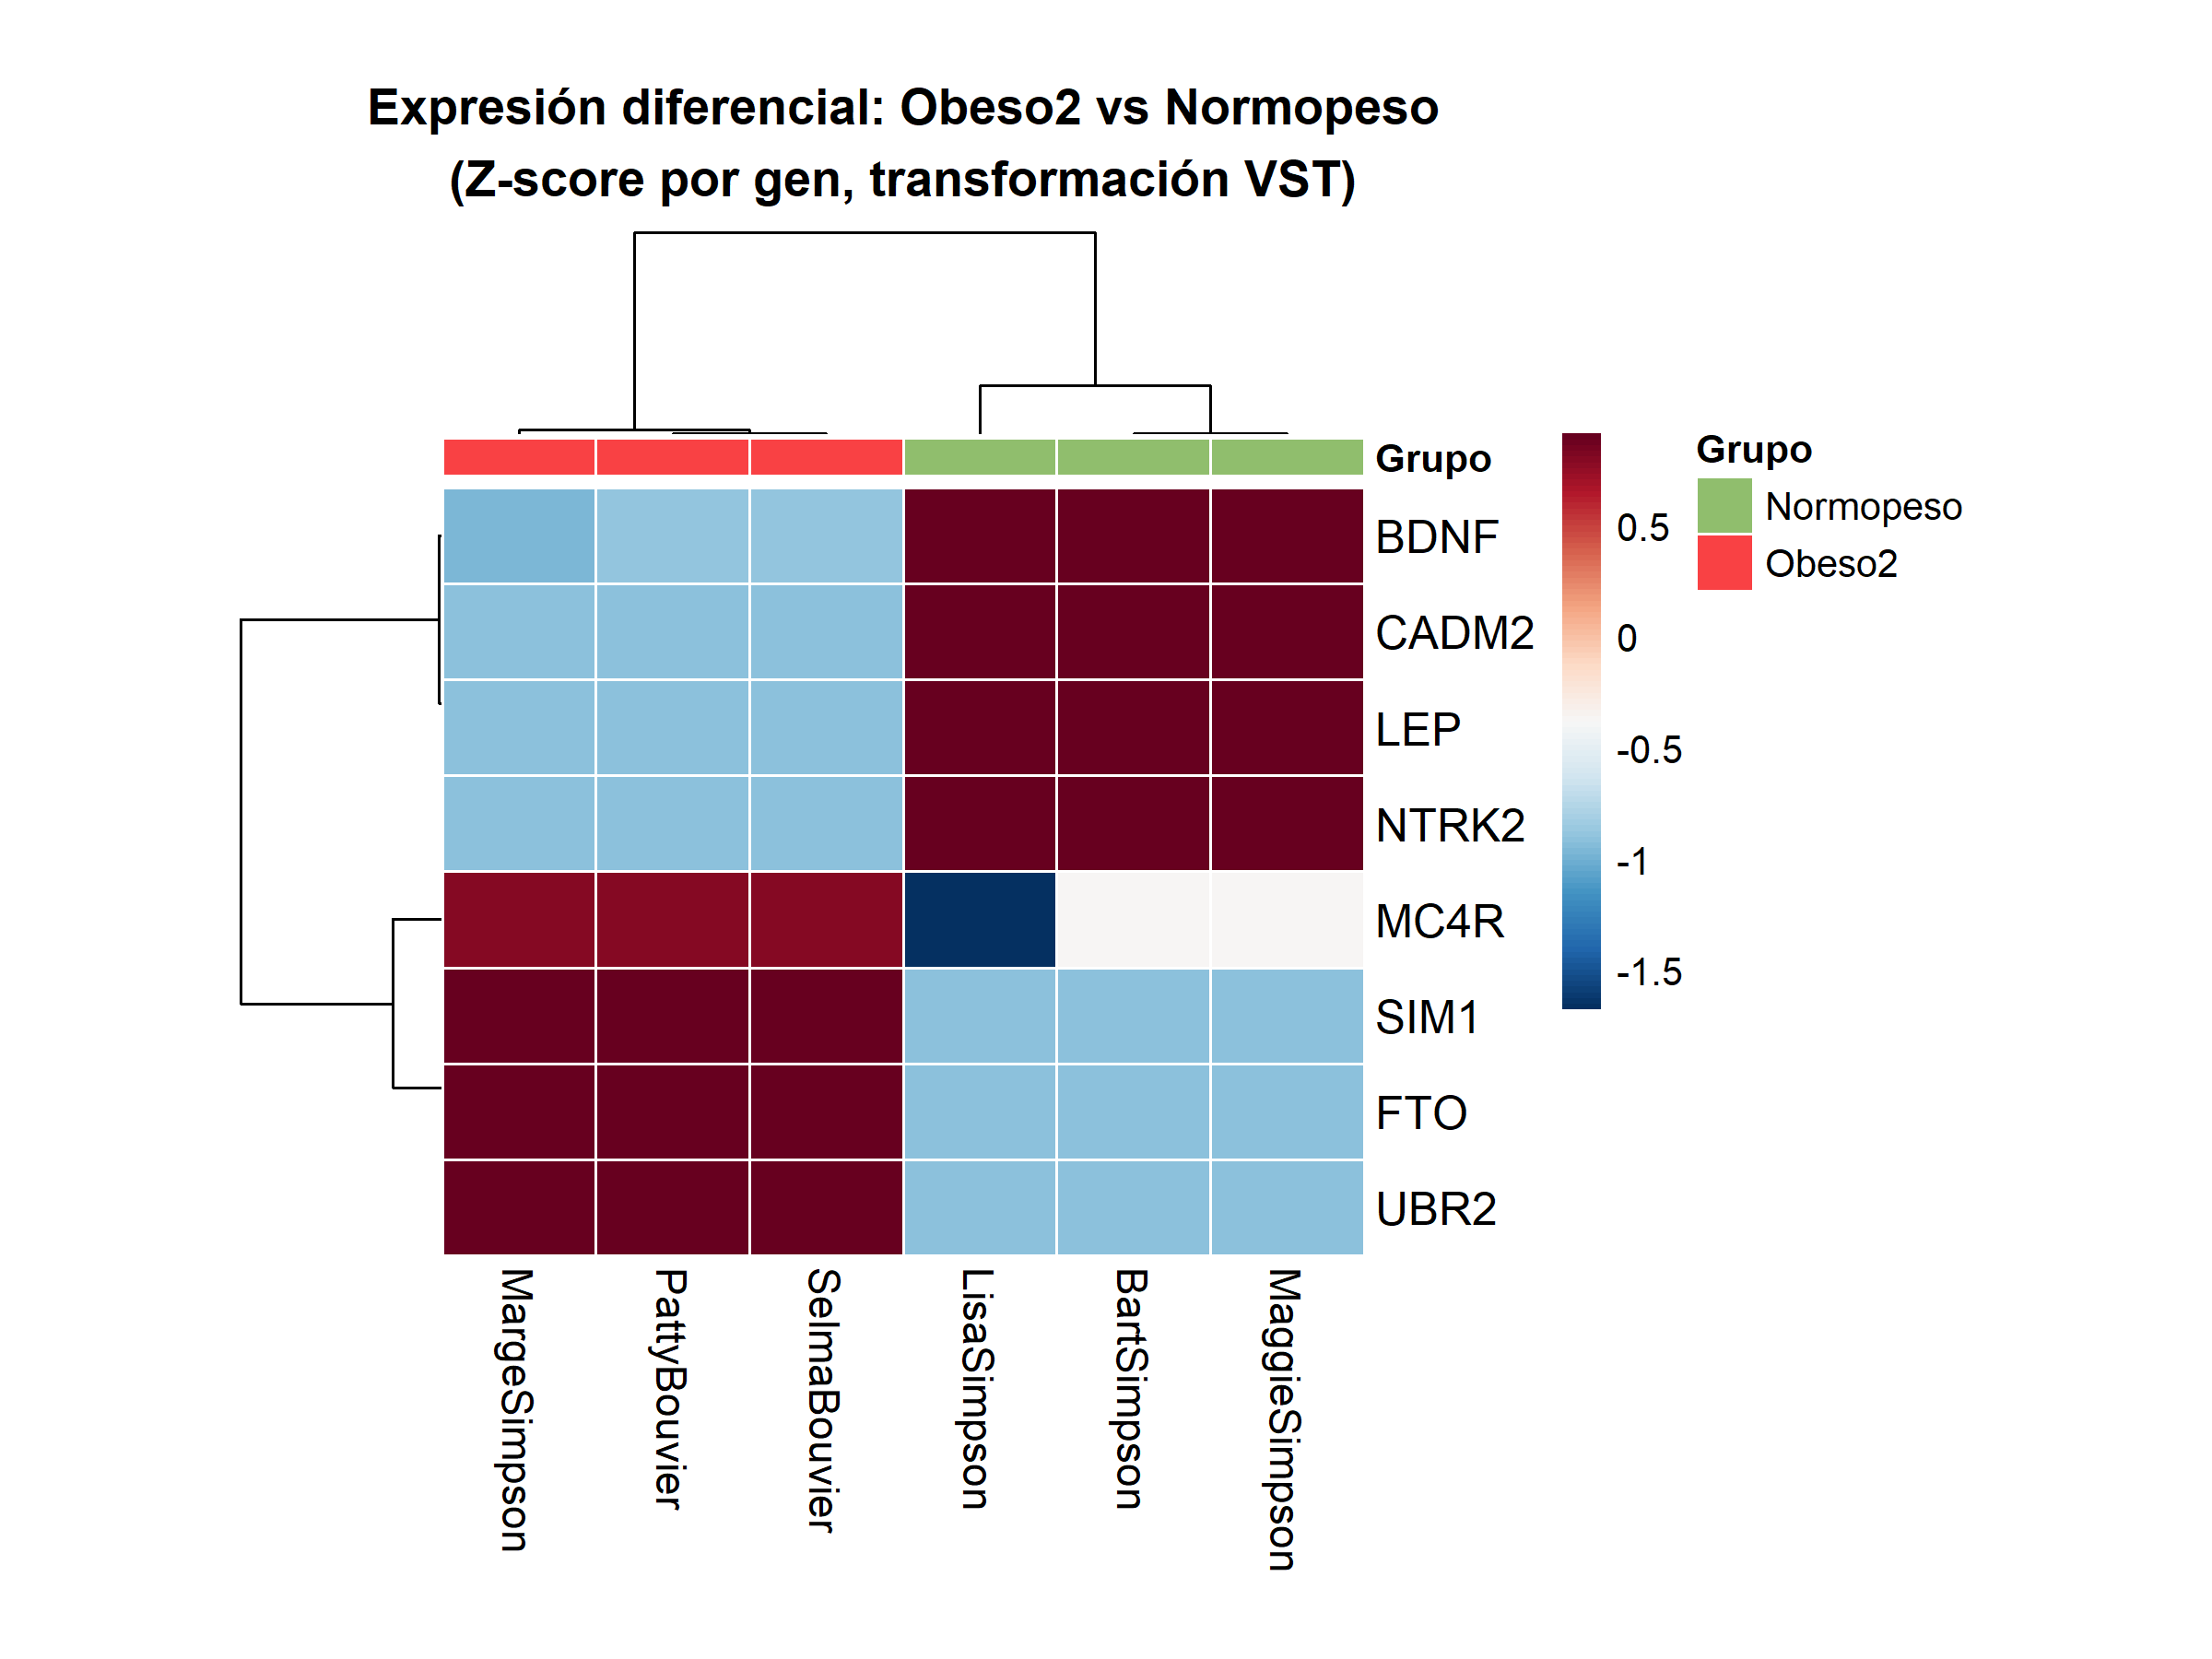 Expresión diferencial: Obeso2 vs Normopeso
(Z-score por gen, transformación VST)
Grupo
BDNF
CADM2
LEP
NTRK2
MC4R
SIM1
FTO
UBR2
MargeSimpson
PattyBouvier
SelmaBouvier
LisaSimpson
BartSimpson
MaggieSimpson
0.5
0
-0.5
-1
-1.5
Grupo
Normopeso
Obeso2